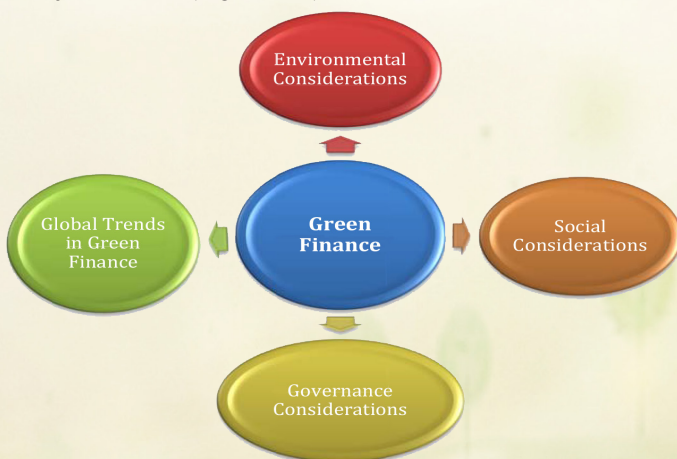 Environmental
Considerations
Global Trends
in Green
Finance
Green
Finance
Social
Considerations
Governance
Considerations